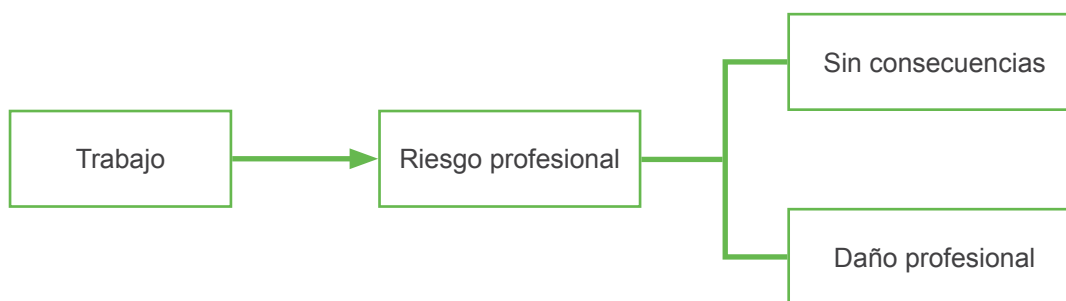 Trabajo
Riesgo profesional
Sin consecuencias
Daño profesional